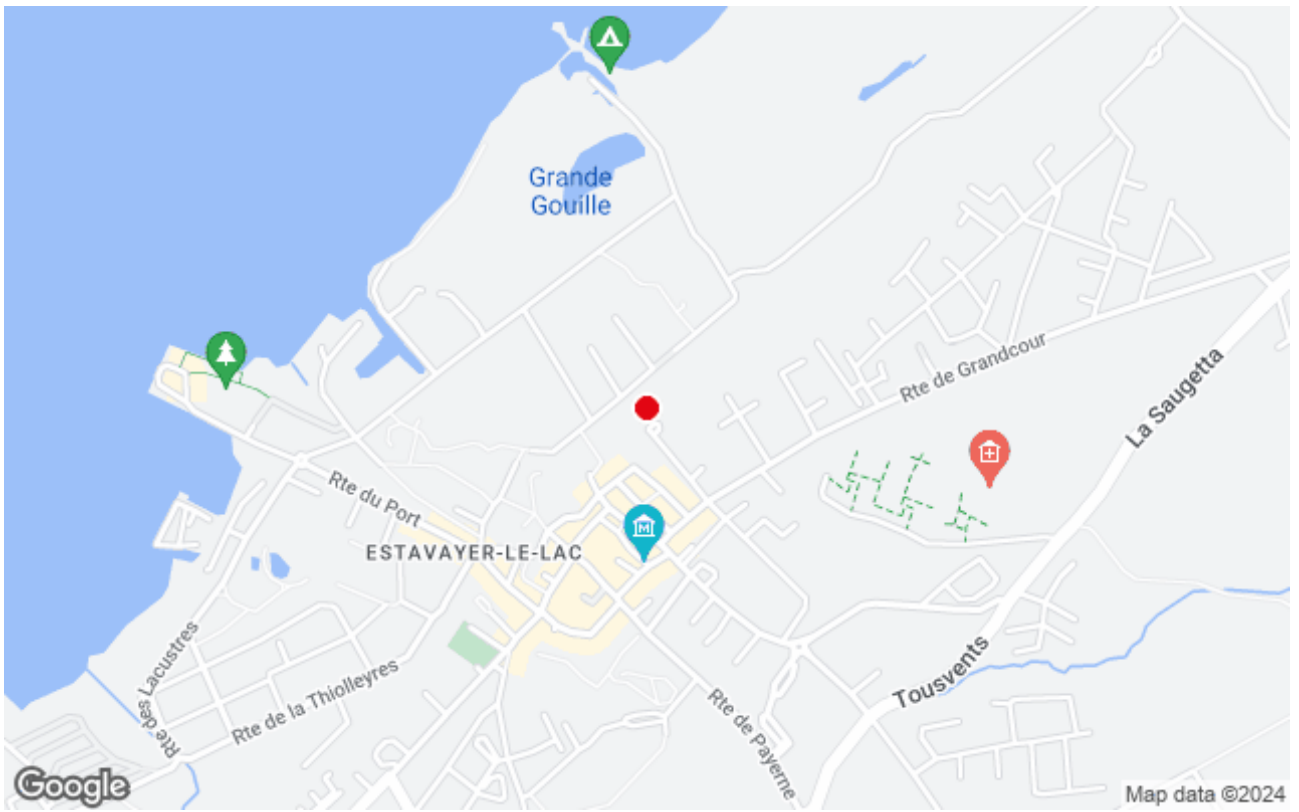 Grande
Gouille
Rte de Grandcour
La Saugetta
Rte du Port
ESTAVAYER-LE-LAC
M
Rte des Lacustres
Rte de la Thiolleyres
Tousvents
Rte de Payerne
Google
Map data ©2024